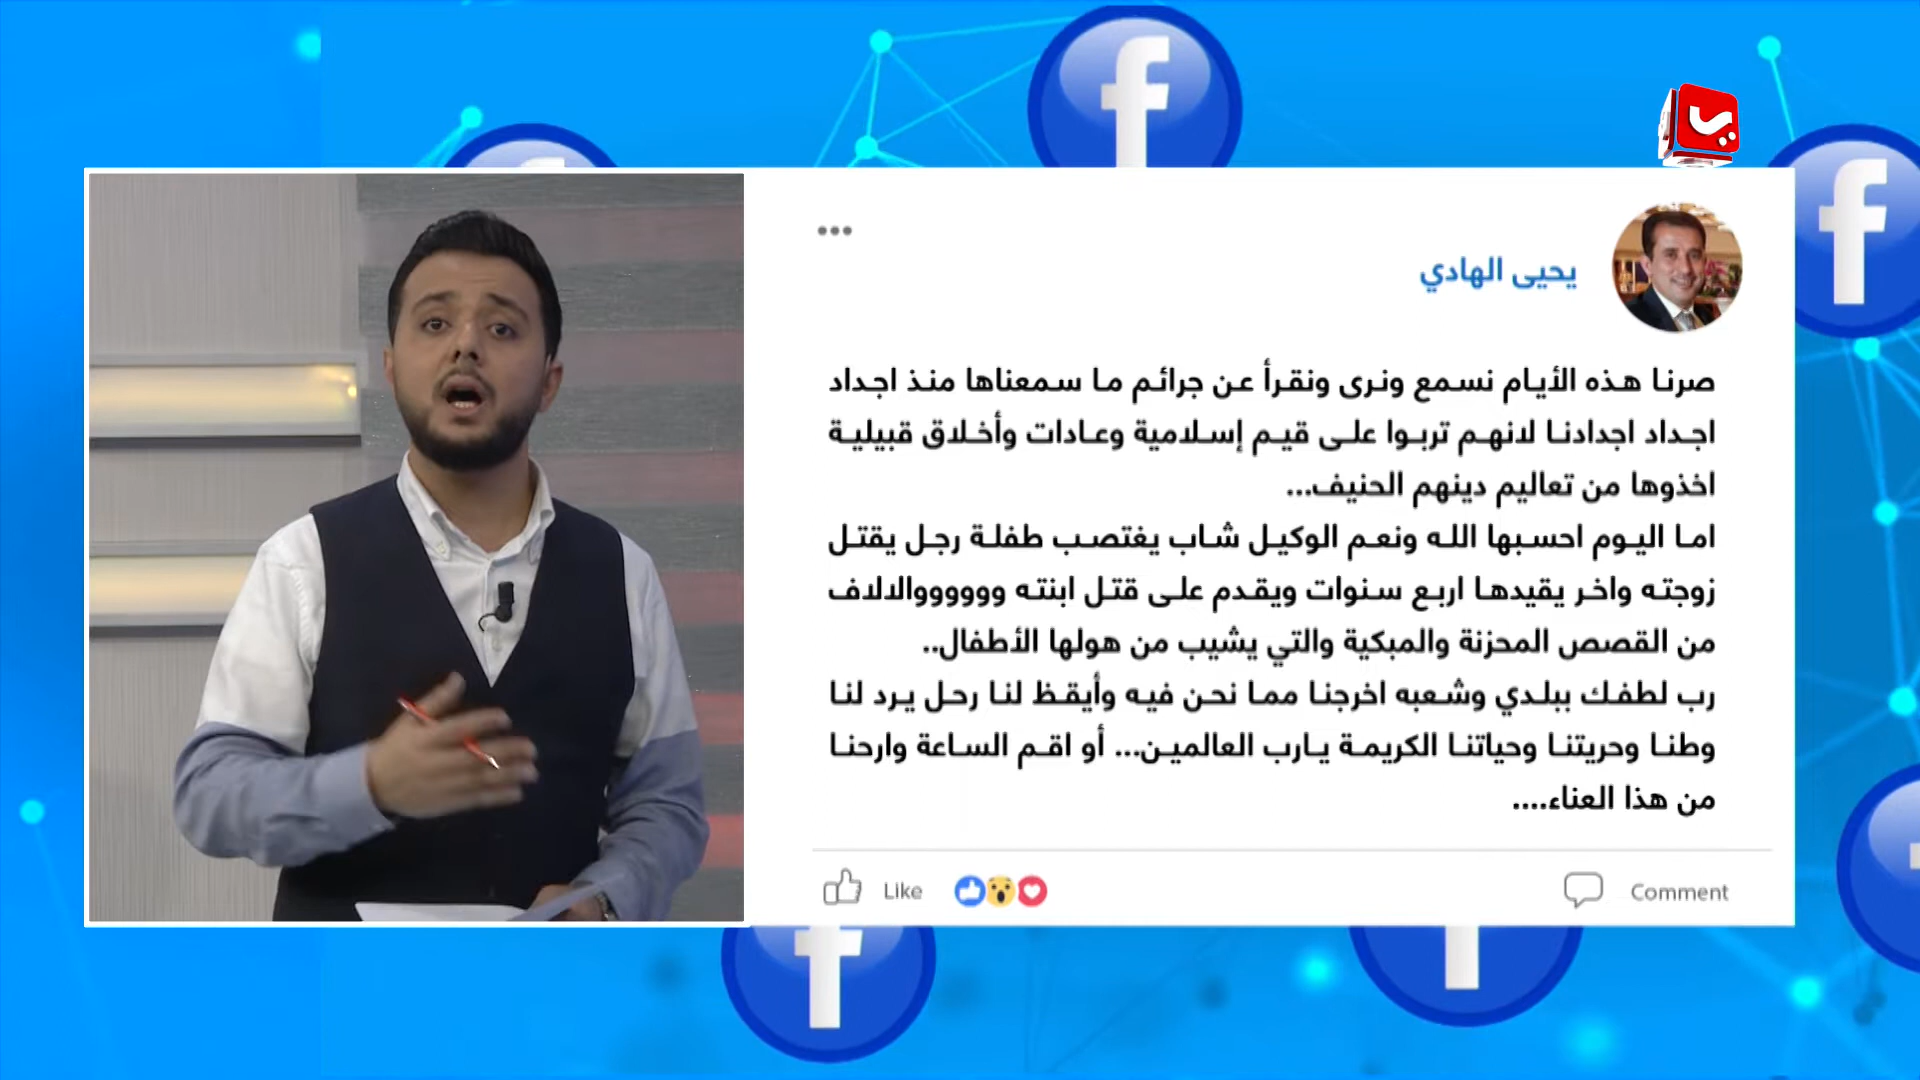 يحيى الهادي
صرنا هذه الأيام نسمع ونرى ونقرأ عن جرائم ما سمعناها منذ اجداد
اجداد اجدادنا لانهم تربوا على قيم إسلامية وعادات وأخلاق قبيلية
اخذوها من تعاليم دينهم الحنيف...
اما اليوم احسبها الله ونعم الوكيل شاب يغتصب طفلة رجل يقتل
زوجته واخر يقيدها اربع سنوات ويقدم على قتل ابنته ووووووالالاف
من القصص المحزنة والمبكية والتي يشيب من هولها الأطفال..
رب لطفك ببلدي وشعبه اخرجنا مما نحن فيه وأيقظ لنا رحل يرد لنا
وطنا وحريتنا وحياتنا الكريمة يارب العالمين... أو اقم الساعة وارحنا
من هذا العناء....
Like
Comment